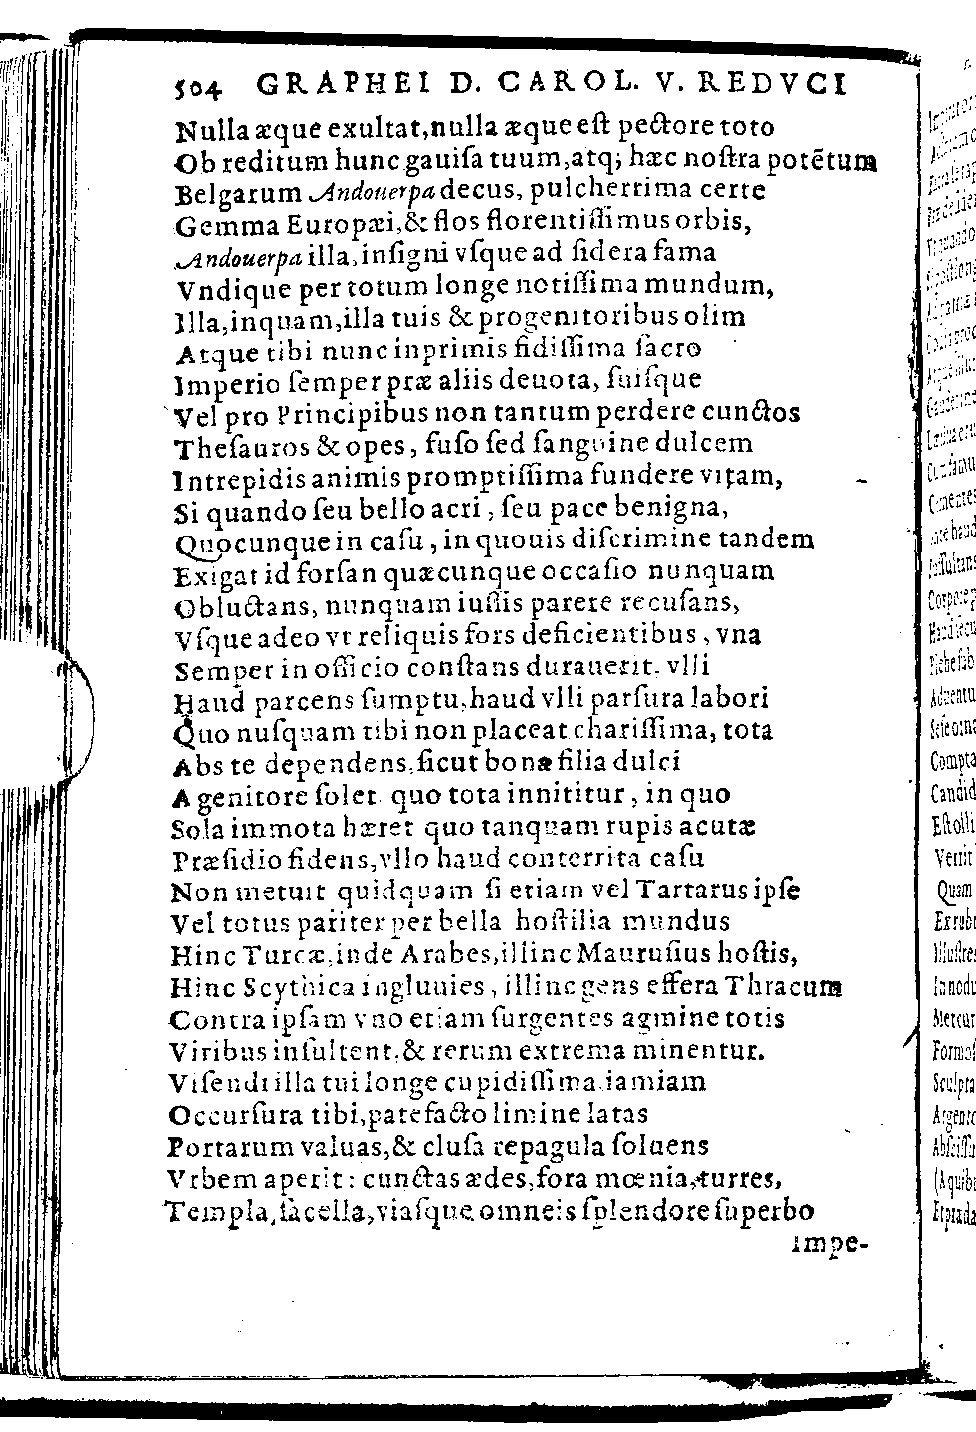 504 GRAPHEI D. CAROL. V. REDVCI
Nulla æque exultat,nulla æque eſt pectore toto
Ob reditum hunc gauiſa tuum,atq; hæc noſtra potẽtum
Belgarum Andouerpa decus, pulcherrima certe
Gemma Europæi,& flos florentiſſimus orbis,
Andouerpa illa,inſigni vſque ad ſidera fama
Vndique per totum longe notiſſima mundum,
Illa,inquam,illa tuis & progenitoribus olim
Atque tibi nunc inprimis fidiſſima ſacro
Imperio ſemper præ aliis deuota, ſuiſque
Vel pro Principibus non tantum perdere cunctos
Theſauros & opes, fuſo ſed ſanguine dulcem
Intrepidis animis promptiſſima fundere vitam,
Si quando ſeu bello acri, ſeu pace benigna,
Quocunque in caſu, in quouis diſcrimine tandem
Exigat id forſan quæcunque occaſio nunquam
Obluctans, nunquam iuſſis parere recuſans,
Vſque adeo vt reliquis fors deficientibus, vna
Semper in officio conſtans durauerit, vlli
Haud parcens ſumptu,haud vlli parſura labori
Quo nuſquam tibi non placeat chariſſima, tota
Abs te dependens,ſicut bona filia dulci
A genitore ſolet quo tota innititur, in quo
Sola immota hæret quo tanquam rupis acutæ
Præſidio fidens,vllo haud conterrita caſu
Non metuit quidquam ſi etiam vel Tartarus ipſe
Vel totus pariter per bella hoſtilia mundus
Hinc Turcæ,inde Arabes,illinc Mauruſius hoſtis,
Hinc Scythica ingluuies, illinc gens effera Thracum
Contra ipſam vno etiam ſurgentes agmine totis
Viribus inſultent,& rerum extrema minentur.
Viſendi illa tui longe cupidiſſima iamiam
Occurſura tibi,patefacto limine latas
Portarum valuas,& cluſa repagula ſoluens
Vrbem aperit: cunctas ædes,fora mœnia,turres,
Templa,ſacella,viaſque omneis ſplendore ſuperbo
impe-